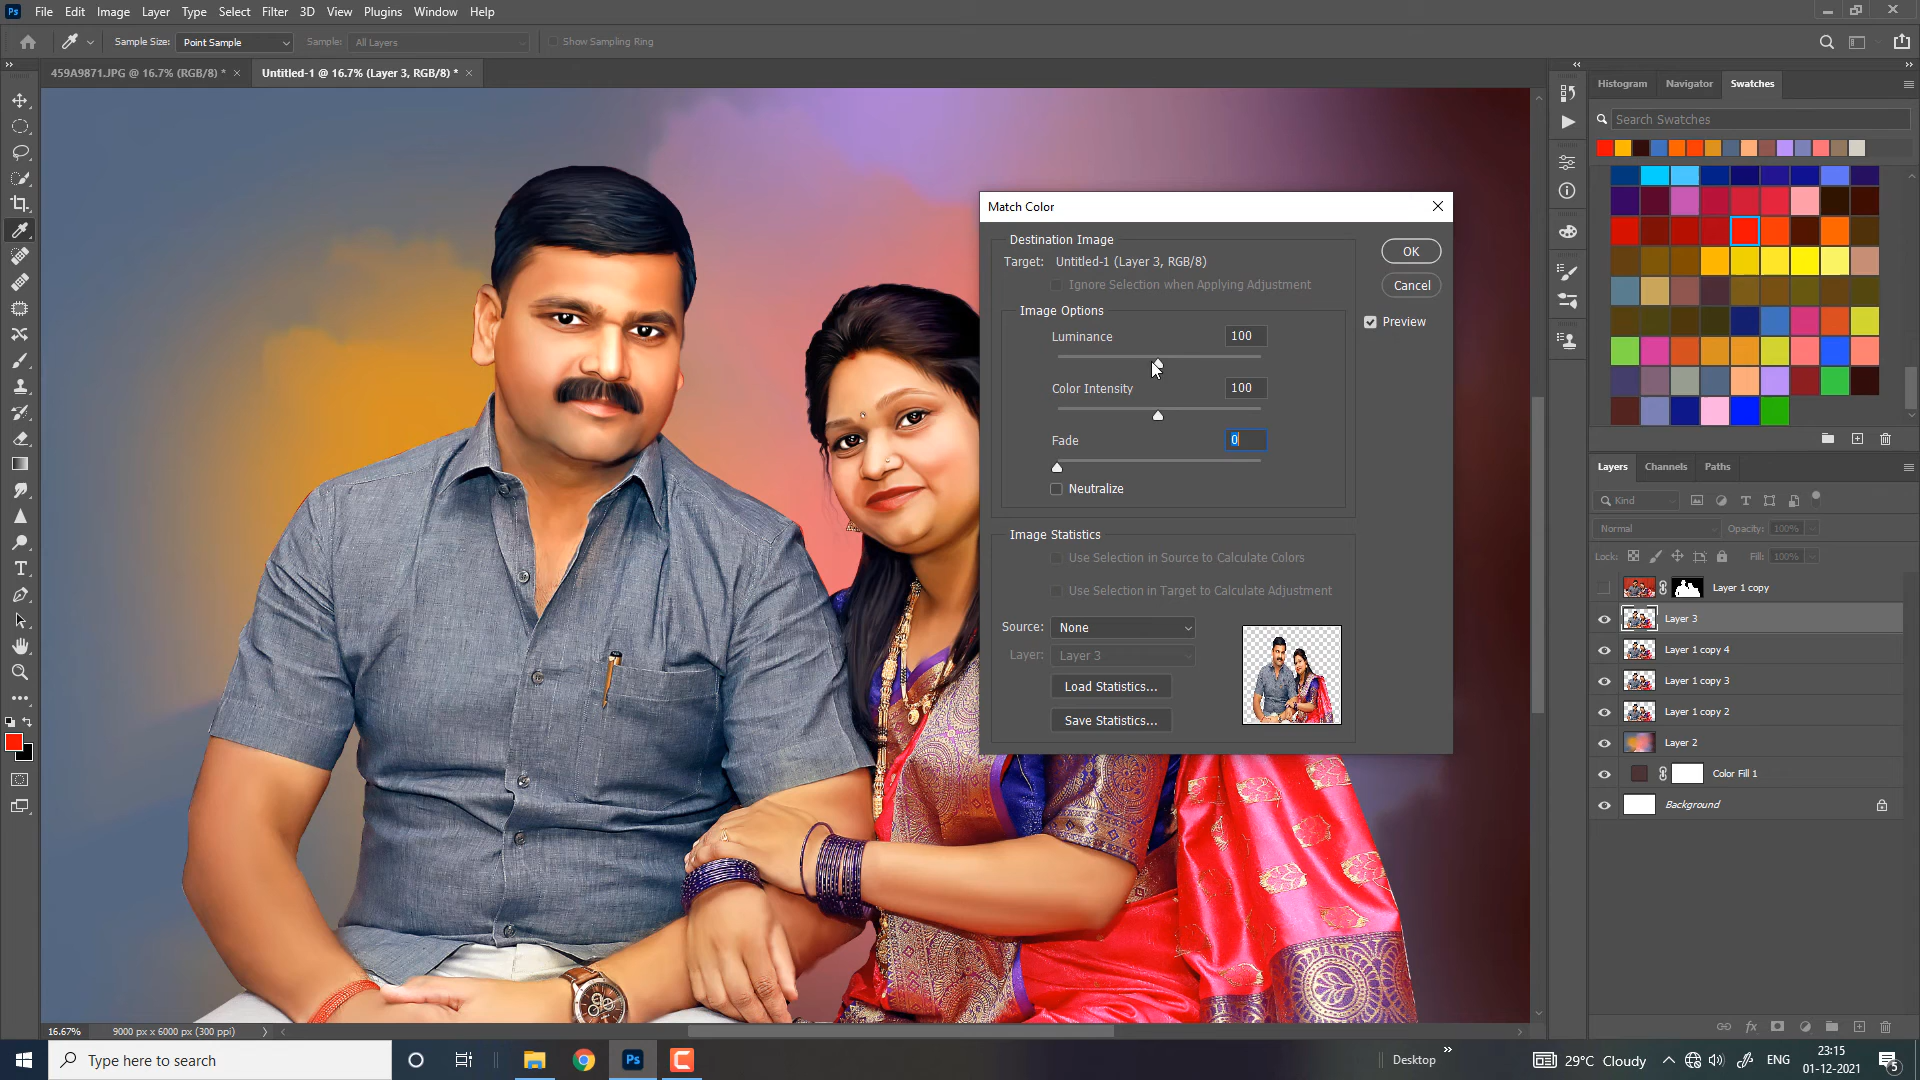 Ps File Edit Image Layer Type Select Filter 3D View Plugins Window Help
Sample Size: Point Sample Sample: All Layers Show Sampling Ring
459A9871.JPG @ 16.7% (RGB/8) * × Untitled-1 @ 16.7% (Layer 3, RGB/8) * ×
Histogram Navigator Swatches
Search Swatches
Match Color
Destination Image
Target: Untitled-1 (Layer 3, RGB/8)
Ignore Selection when Applying Adjustment
OK
Cancel
Preview
Image Options
Luminance 100
Color Intensity 100
Fade 0
Neutralize
Image Statistics
Use Selection in Source to Calculate Colors
Use Selection in Target to Calculate Adjustment
Source: None
Layer: Layer 3
Load Statistics...
Save Statistics...
Layers Channels Paths
Kind
Normal Opacity: 100%
Lock: Fill: 100%
Layer 1 copy
Layer 3
Layer 1 copy 4
Layer 1 copy 3
Layer 1 copy 2
Layer 2
Color Fill 1
Background
16.67% 9000 px x 6000 px (300 ppi)
Type here to search
Ps
Desktop
29°C Cloudy
ENG
23:15
01-12-2021
5